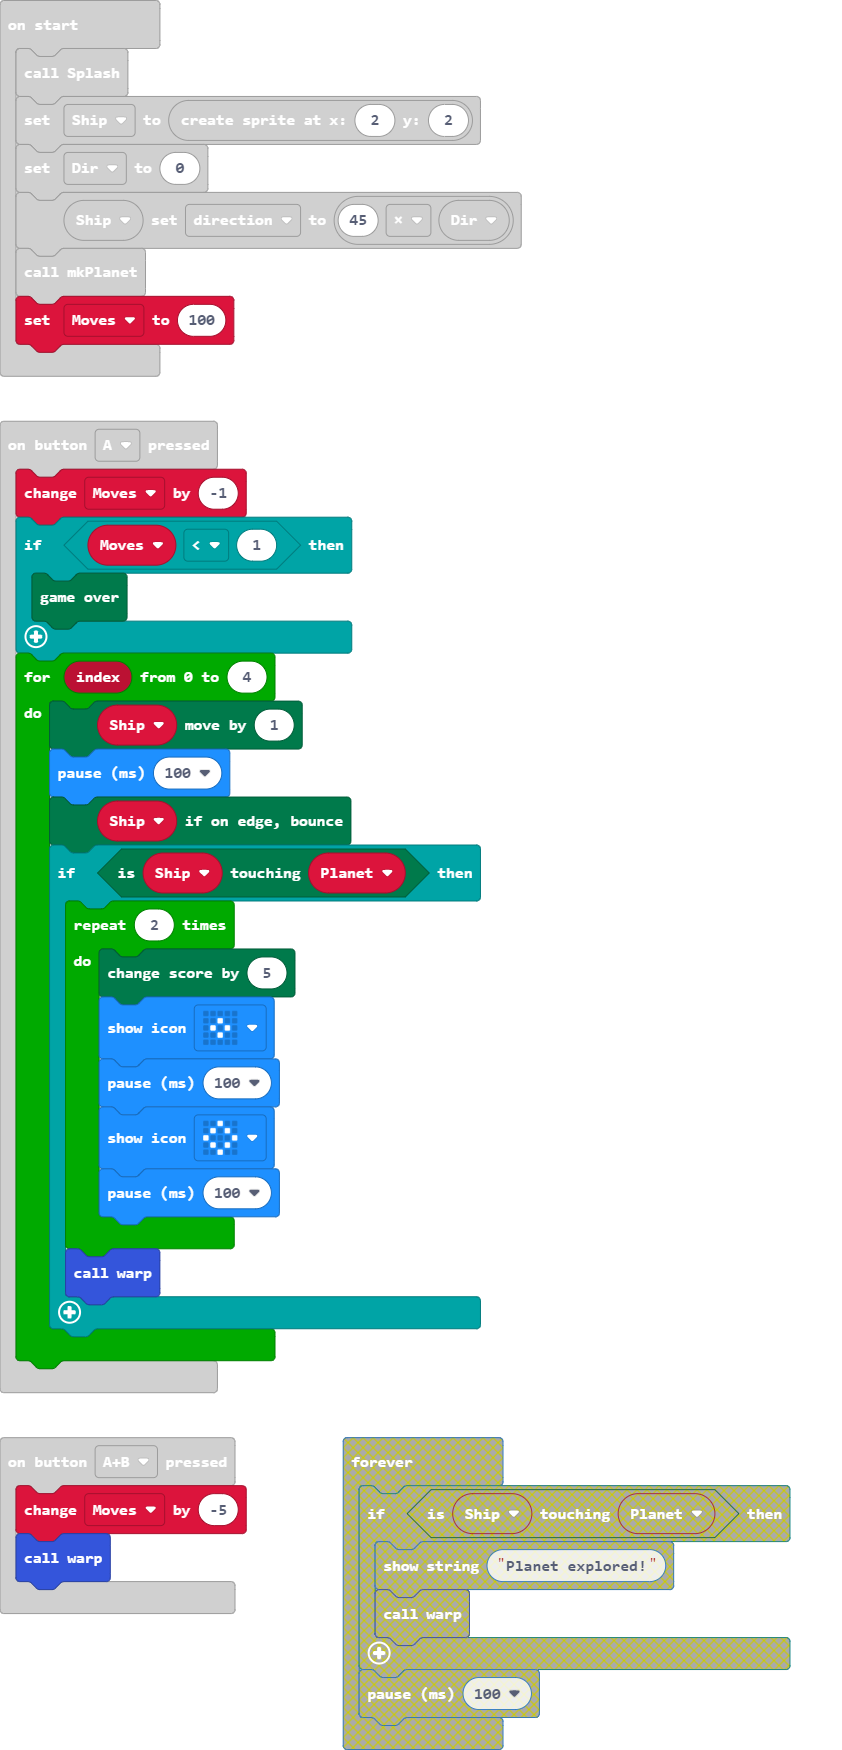 on start
call Splash
set Ship to create sprite at x: 2 y: 2
set Dir to 0
Ship set direction to 45 × Dir
call mkPlanet
set Moves to 100
on button A pressed
change Moves by -1
if Moves < 1 then
game over
for index from 0 to 4
do
Ship move by 1
pause (ms) 100
Ship if on edge, bounce
if is Ship touching Planet then
repeat 2 times
do
change score by 5
show icon
pause (ms) 100
show icon
pause (ms) 100
call warp
on button A+B pressed
change Moves by -5
call warp
forever
if is Ship touching Planet then
show string "Planet explored!"
call warp
pause (ms) 100